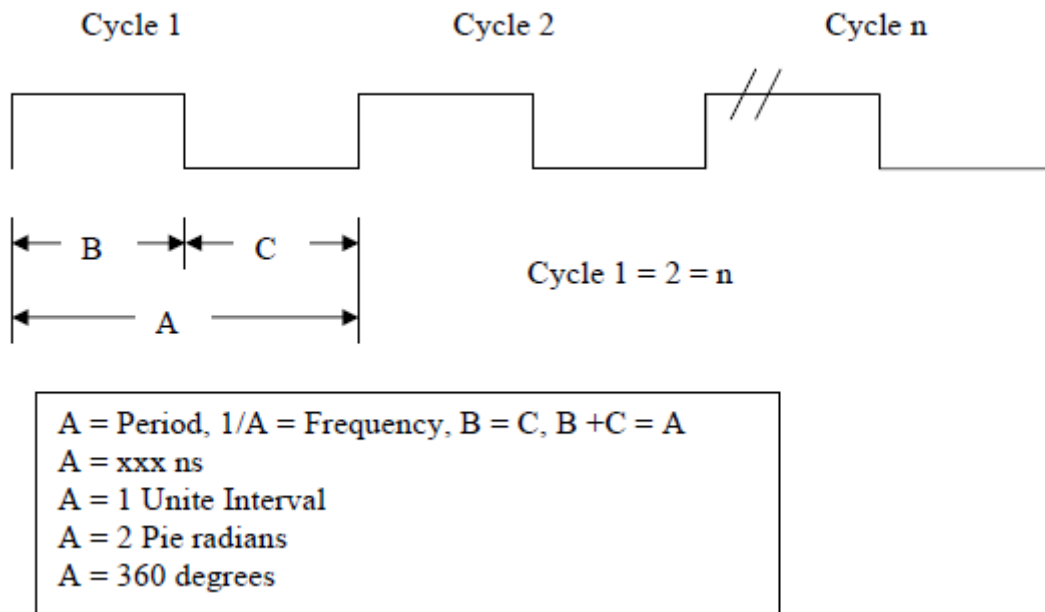 Cycle 1 Cycle 2 Cycle n
B C
Cycle 1 = 2 = n
A
A = Period, 1/A = Frequency, B = C, B +C = A
A = xxx ns
A = 1 Unite Interval
A = 2 Pie radians
A = 360 degrees